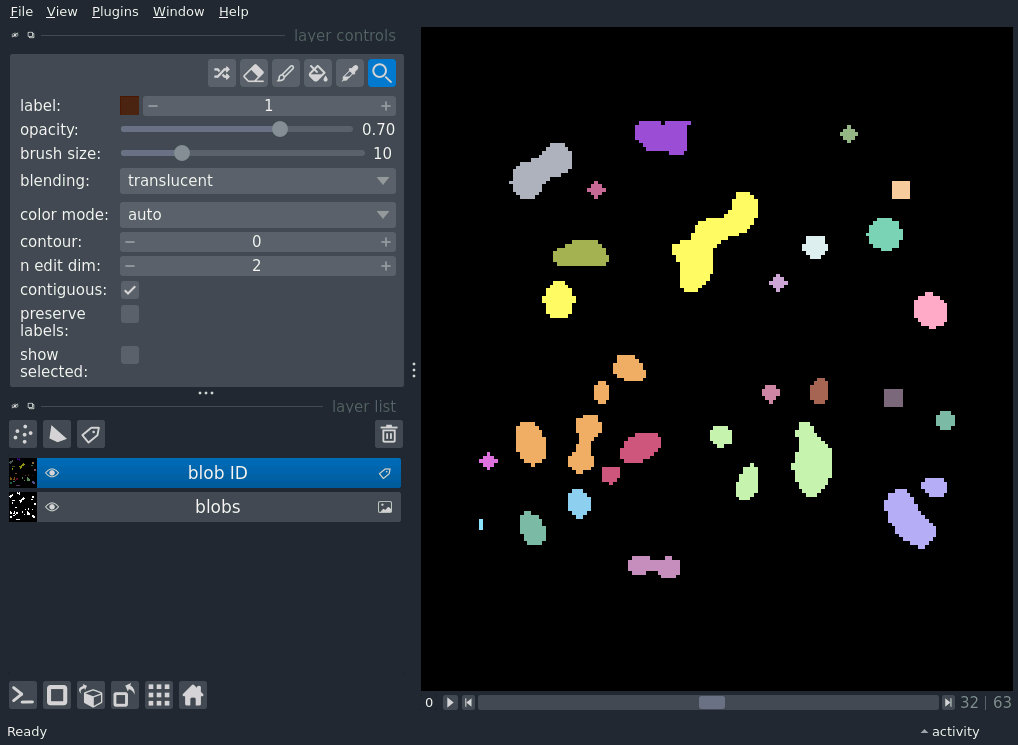 File View Plugins Window Help
layer controls
label: 1
opacity: 0.70
brush size: 10
blending: translucent
color mode: auto
contour: 0
n edit dim: 2
contiguous:
preserve
labels:
show
selected:
layer list
blob ID
blobs
0 32 | 63
Ready activity